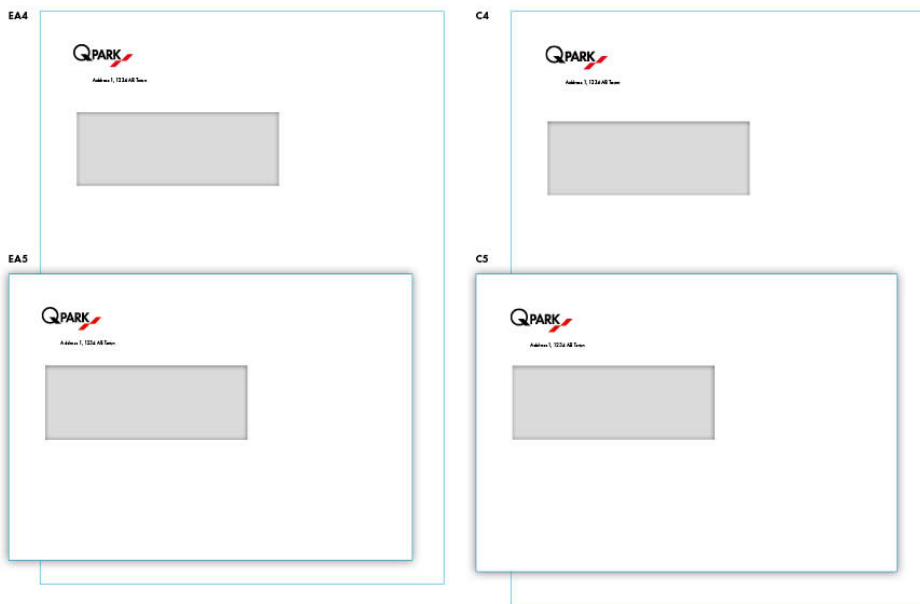 EA4
QPARK
Address 1, 1234 AB Town
C4
QPARK
Address 1, 1234 AB Town
EA5
QPARK
Address 1, 1234 AB Town
C5
QPARK
Address 1, 1234 AB Town